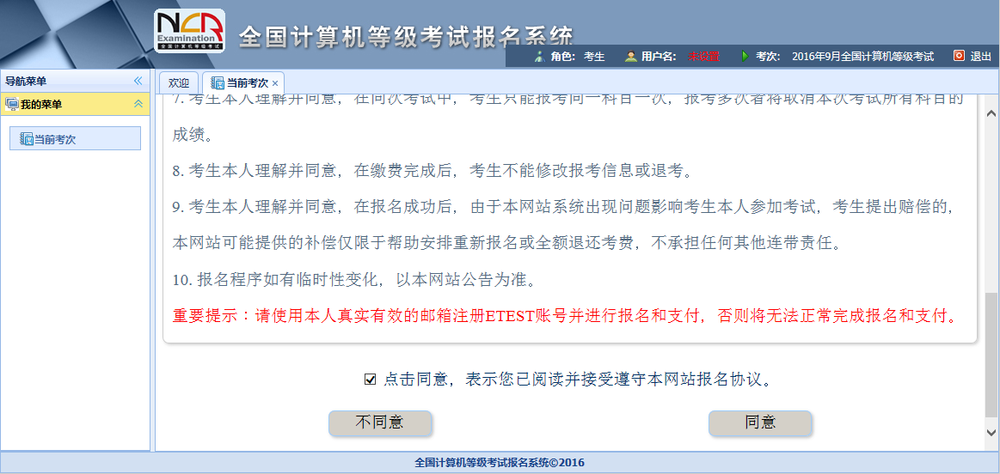 NCR
Examination
全国计算机等级考试
全国计算机等级考试报名系统
角色： 考生 用户名： 未设置 考次： 2016年9月全国计算机等级考试 退出
导航菜单
欢迎 当前考次
我的菜单
当前考次
7. 考生本人理解并同意，在同次考试中，考生只能报考同一科目一次，报考多次者将取消本次考试所有科目的
成绩。
8. 考生本人理解并同意，在缴费完成后，考生不能修改报考信息或退考。
9. 考生本人理解并同意，在报名成功后，由于本网站系统出现问题影响考生本人参加考试，考生提出赔偿的，
本网站可能提供的补偿仅限于帮助安排重新报名或全额退还考费，不承担任何其他连带责任。
10. 报名程序如有临时性变化，以本网站公告为准。
重要提示：请使用本人真实有效的邮箱注册ETEST账号并进行报名和支付，否则将无法正常完成报名和支付。
点击同意，表示您已阅读并接受遵守本网站报名协议。
不同意 同意
全国计算机等级考试报名系统©2016